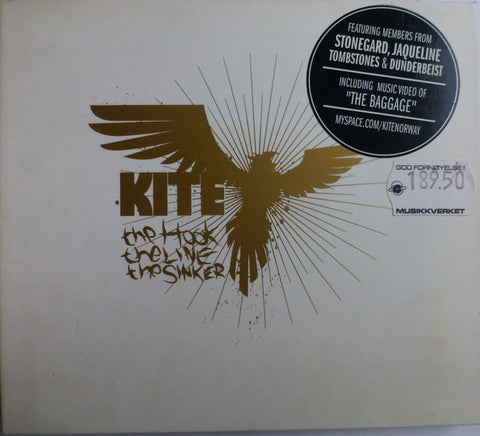 FEATURING MEMBERS FROM
STONEGARD, JAQUELINE
TOMBSTONES & DUNDERBEIST
INCLUDING MUSIC VIDEO OF
"THE BAGGAGE"
MYSPACE.COM/KITENORWAY
GOD FORNØYELSE!
189.50
MUSIKKVERKET
KITE
the Hook
the LINE
the SINKER